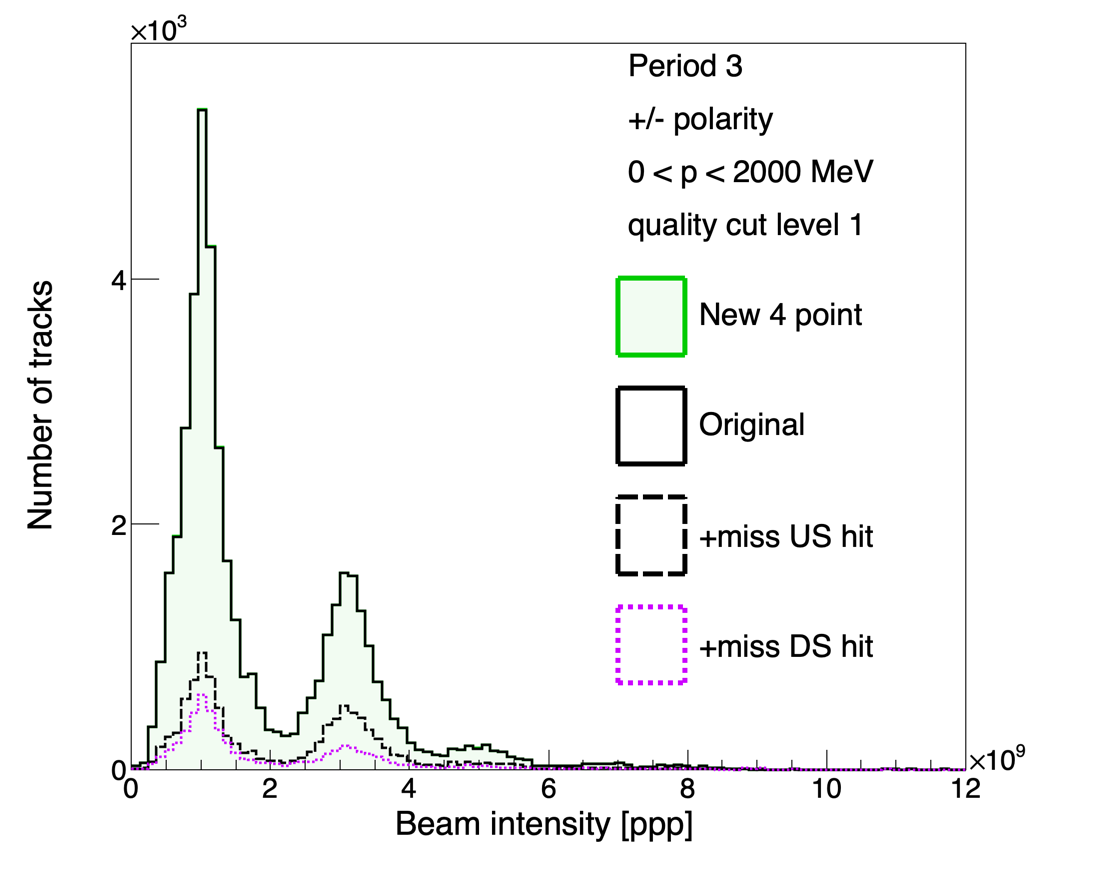 ×10³
Period 3
+/- polarity
0 < p < 2000 MeV
quality cut level 1
New 4 point
Original
+miss US hit
+miss DS hit
Number of tracks
4
2
0
0 2 4 6 8 10 12
×10⁹
Beam intensity [ppp]